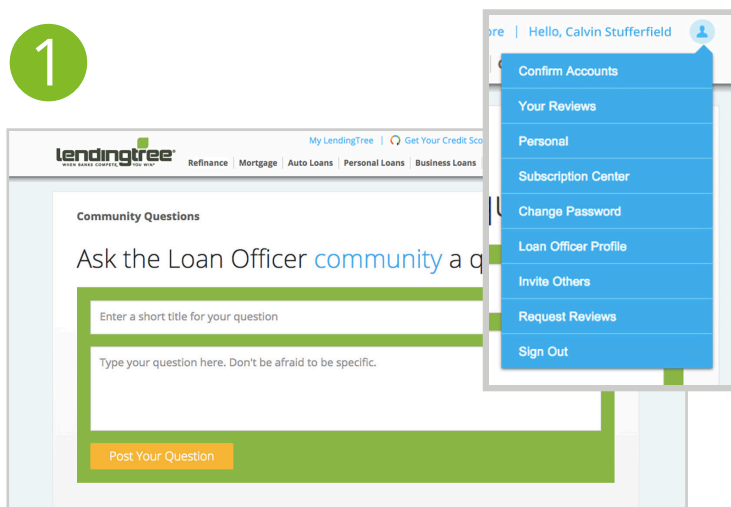 1
ore | Hello, Calvin Stufferfield
Confirm Accounts
Your Reviews
Personal
Subscription Center
Change Password
Loan Officer Profile
Invite Others
Request Reviews
Sign Out
lendingtree
WHEN BANKS COMPETE, YOU WIN
My LendingTree | Get Your Credit Sco
Refinance | Mortgage | Auto Loans | Personal Loans | Business Loans
Community Questions
Ask the Loan Officer community a q
Enter a short title for your question
Type your question here. Don't be afraid to be specific.
Post Your Question